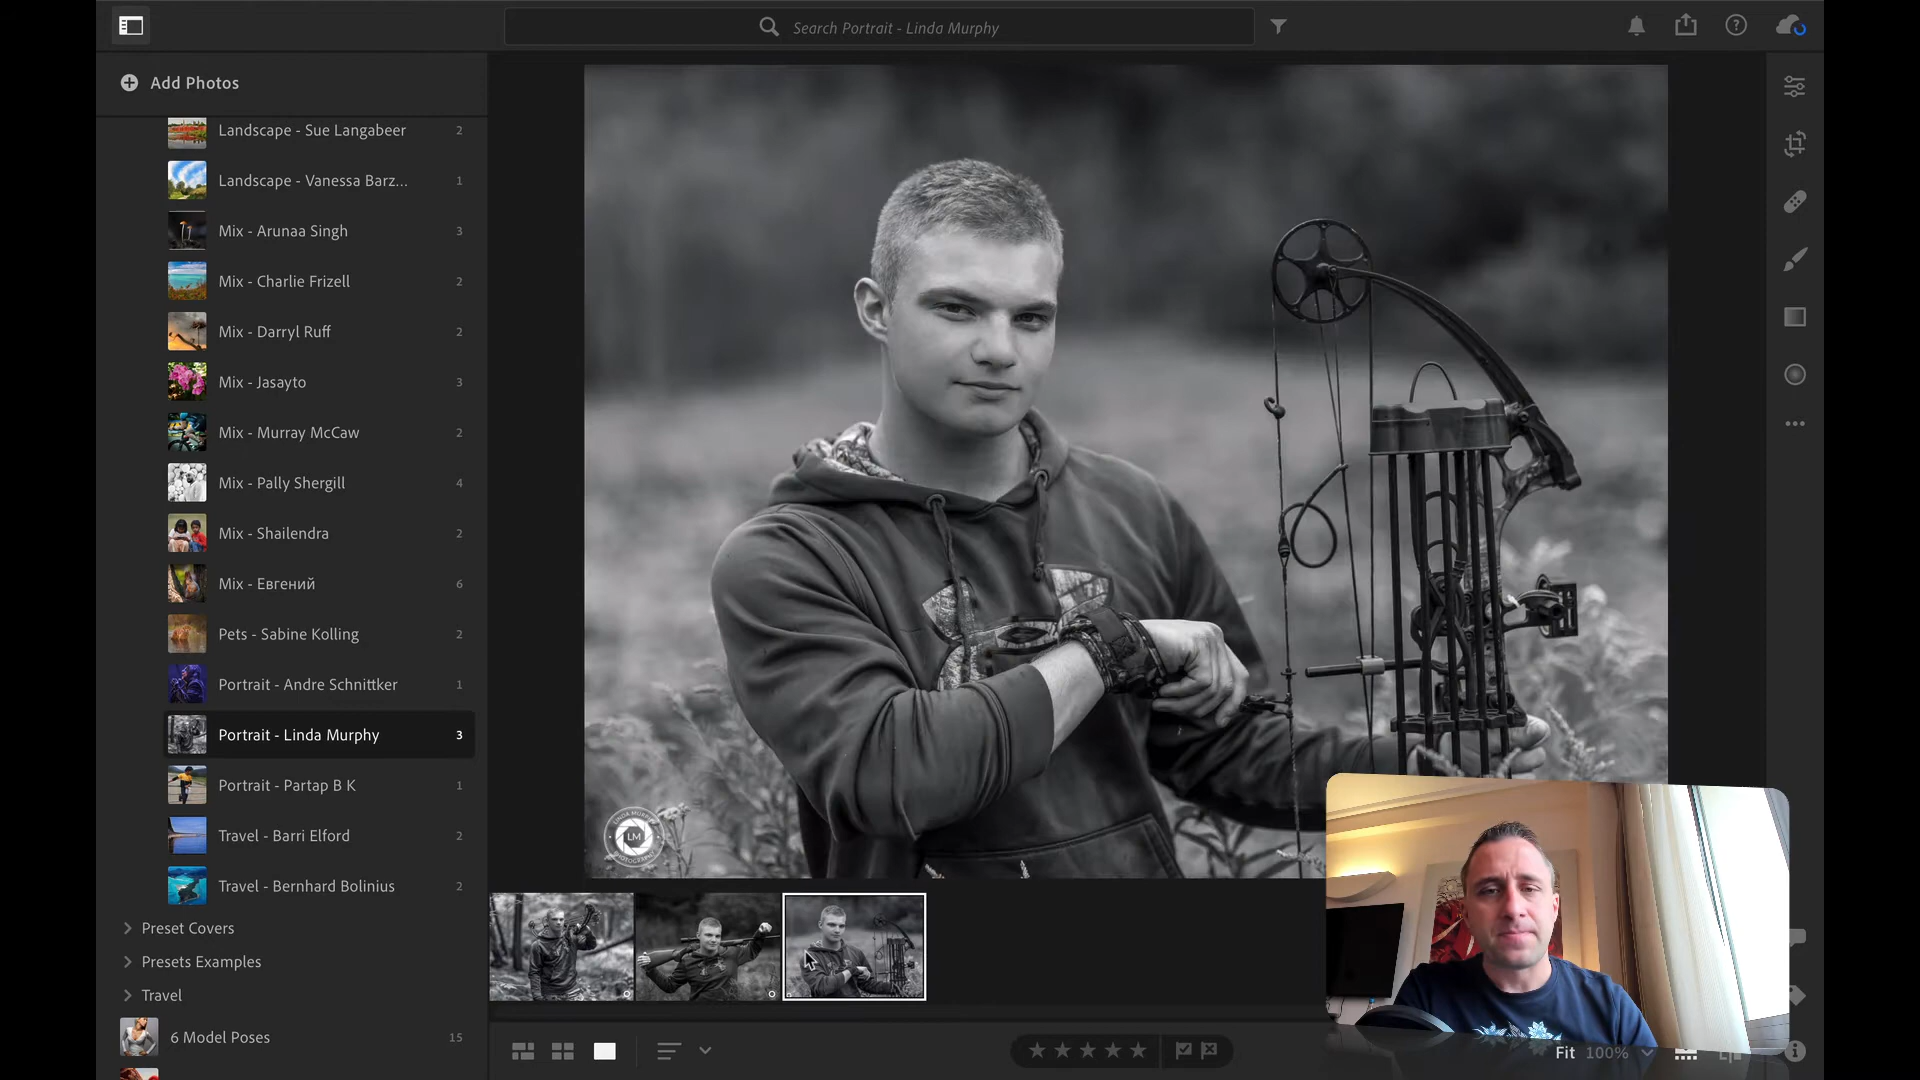 Search Portrait - Linda Murphy
Add Photos
Landscape - Sue Langabeer 2
Landscape - Vanessa Barz... 1
Mix - Arunaa Singh 3
Mix - Charlie Frizell 2
Mix - Darryl Ruff 2
Mix - Jasayto 3
Mix - Murray McCaw 2
Mix - Pally Shergill 4
Mix - Shailendra 2
Mix - Евгений 6
Pets - Sabine Kolling 2
Portrait - Andre Schnittker 1
Portrait - Linda Murphy 3
Portrait - Partap B K 1
Travel - Barri Elford 2
Travel - Bernhard Bolinius 2
Preset Covers
Presets Examples
Travel
6 Model Poses 15
LINDA MURPHY
LM
PHOTOGRAPHY
Fit 100%